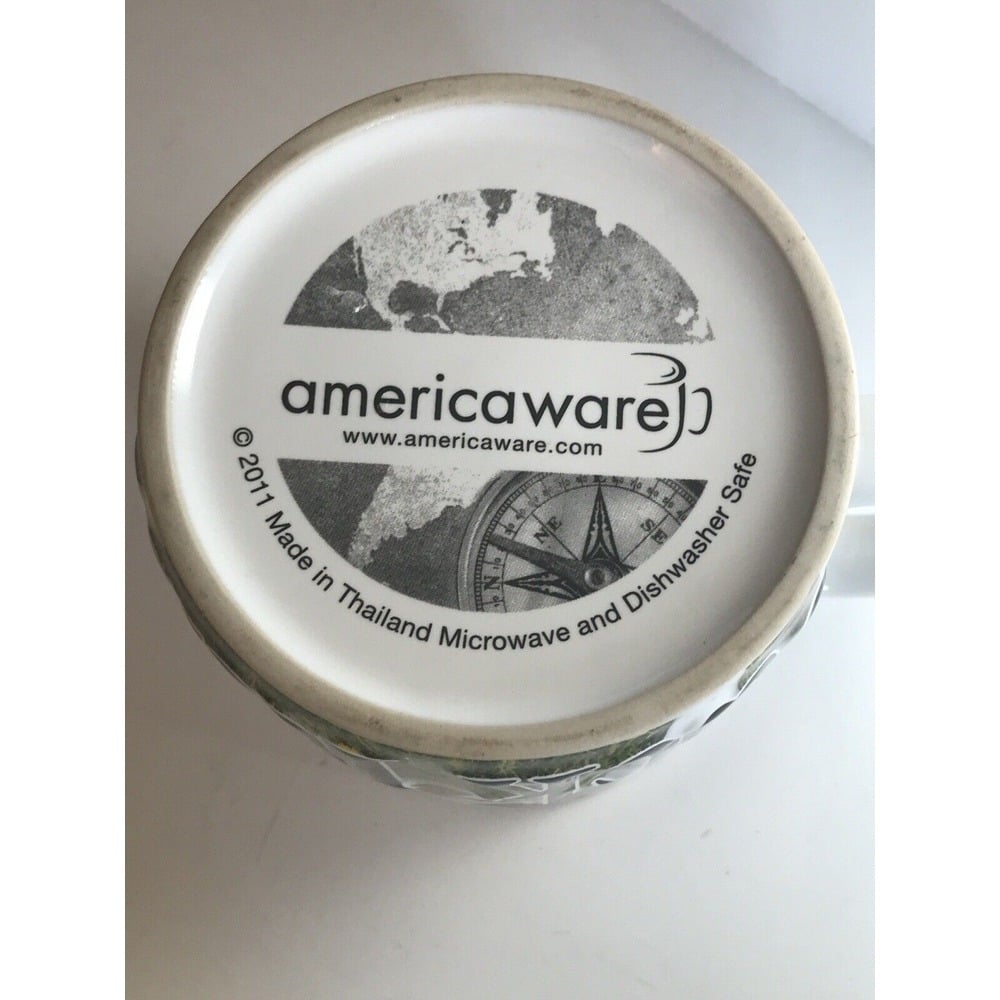 americaware
www.americaware.com
© 2011 Made in Thailand Microwave and Dishwasher Safe
N
NE
E
SE